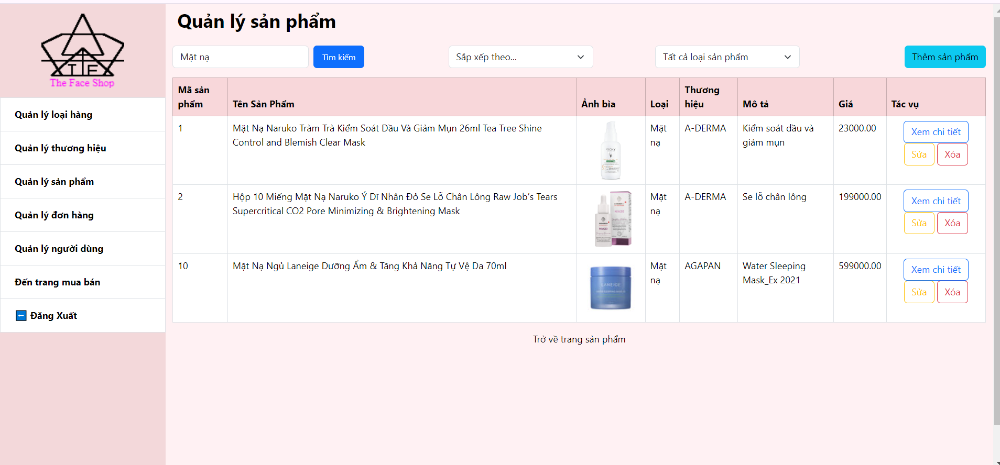 TFX
The Face Shop
Quản lý loại hàng
Quản lý thương hiệu
Quản lý sản phẩm
Quản lý đơn hàng
Quản lý người dùng
Đến trang mua bán
Đăng Xuất
Quản lý sản phẩm
Mặt nạ
Tìm kiếm
Sắp xếp theo...
Tất cả loại sản phẩm
Thêm sản phẩm
Mã sản
phẩm
Tên Sản Phẩm
Ảnh bìa
Loại
Thương
hiệu
Mô tả
Giá
Tác vụ
1
Mặt Nạ Naruko Tràm Trà Kiểm Soát Dầu Và Giảm Mụn 26ml Tea Tree Shine
Control and Blemish Clear Mask
VICHY
Mặt
nạ
A-DERMA
Kiểm soát dầu và
giảm mụn
23000.00
Xem chi tiết
Sửa
Xóa
2
Hộp 10 Miếng Mặt Nạ Naruko Ý Dĩ Nhân Đỏ Se Lỗ Chân Lông Raw Job's Tears
Supercritical CO2 Pore Minimizing & Brightening Mask
NIA20
NIA20
Mặt
nạ
A-DERMA
Se lỗ chân lông
199000.00
Xem chi tiết
Sửa
Xóa
10
Mặt Nạ Ngủ Laneige Dưỡng Ẩm & Tăng Khả Năng Tự Vệ Da 70ml
LANEIGE
Mặt
nạ
AGAPAN
Water Sleeping
Mask_Ex 2021
599000.00
Xem chi tiết
Sửa
Xóa
Trở về trang sản phẩm